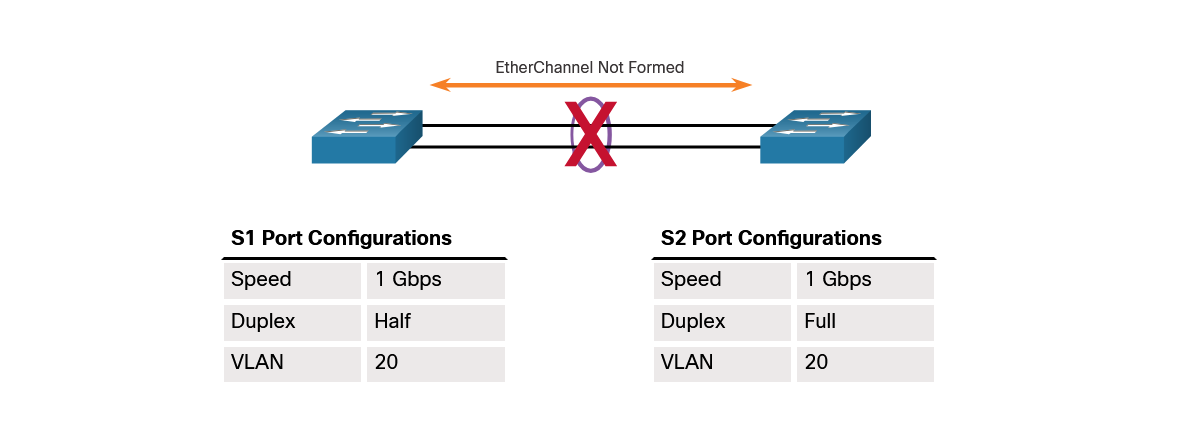 EtherChannel Not Formed
S1 Port Configurations
Speed 1 Gbps
Duplex Half
VLAN 20
S2 Port Configurations
Speed 1 Gbps
Duplex Full
VLAN 20